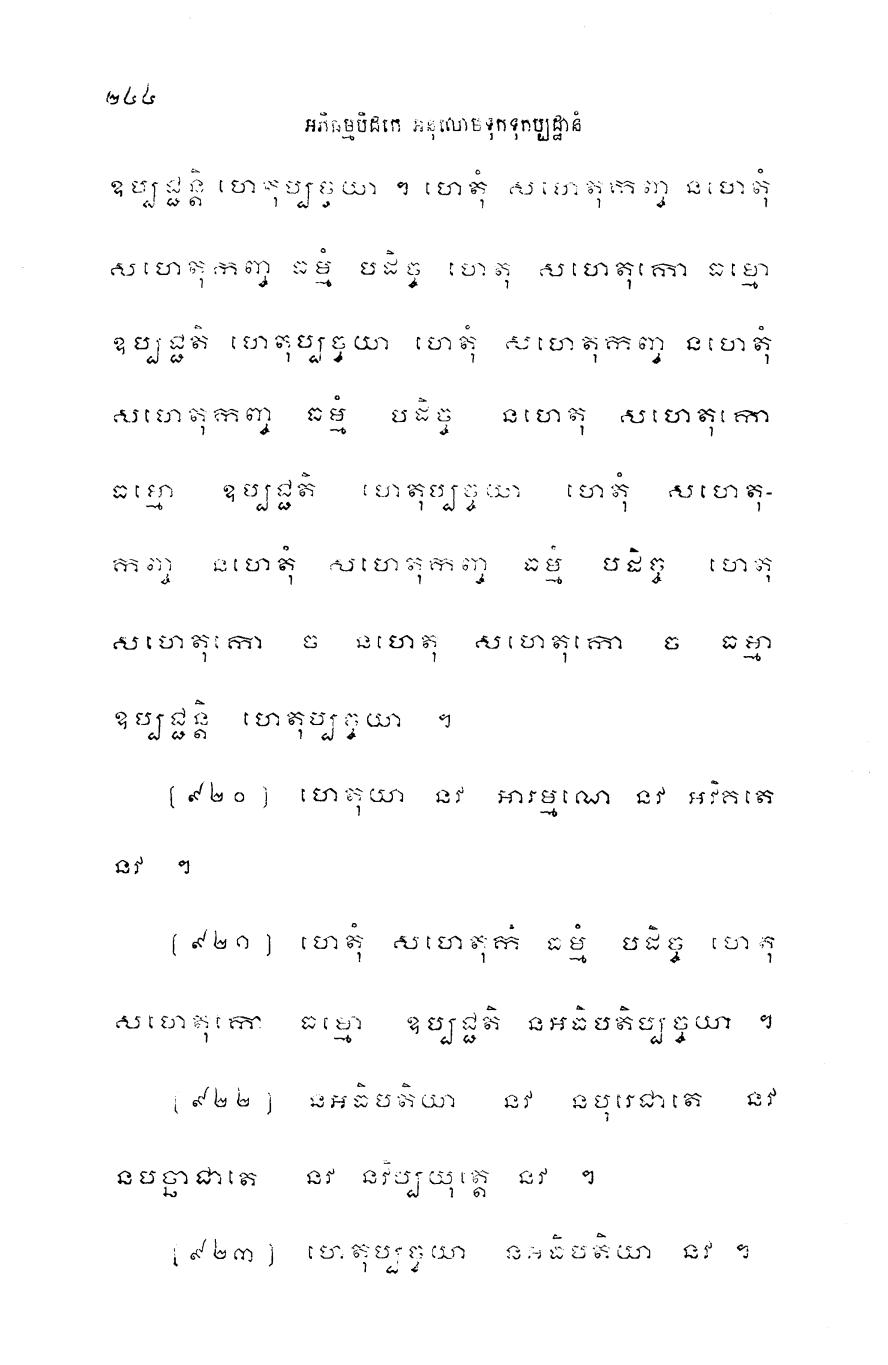 ២៤៤
អភិធម្មបិដកេ អនុលោមទុកទុកប្បដ្ឋានំ
ឧប្បជ្ជន្តិ ហេតុប្បច្ចយា ។ ហេតុំ សហេតុកញ្ច នហេតុំ
សហេតុកញ្ច ធម្មំ បដិច្ច ហេតុ សហេតុកោ ធម្មោ
ឧប្បជ្ជតិ ហេតុប្បច្ចយា ហេតុំ សហេតុកញ្ច នហេតុំ
សហេតុកញ្ច ធម្មំ បដិច្ច នហេតុ សហេតុកោ
ធម្មោ ឧប្បជ្ជតិ ហេតុប្បច្ចយា ហេតុំ សហេតុ-
កញ្ច នហេតុំ សហេតុកញ្ច ធម្មំ បដិច្ច ហេតុ
សហេតុកោ ច នហេតុ សហេតុកោ ច ធម្មា
ឧប្បជ្ជន្តិ ហេតុប្បច្ចយា ។
[៩២០] ហេតុយា នវ អារម្មណេ នវ អវិគតេ
នវ ។
[៩២១] ហេតុំ សហេតុកំ ធម្មំ បដិច្ច ហេតុ
សហេតុកោ ធម្មោ ឧប្បជ្ជតិ នអធិបតិប្បច្ចយា ។
[៩២២] នអធិបតិយា នវ នបុរេជាតេ នវ
នបច្ឆាជាតេ នវ នវិប្បយុត្តេ នវ ។
[៩២៣] ហេតុប្បច្ចយា នអធិបតិយា នវ ។